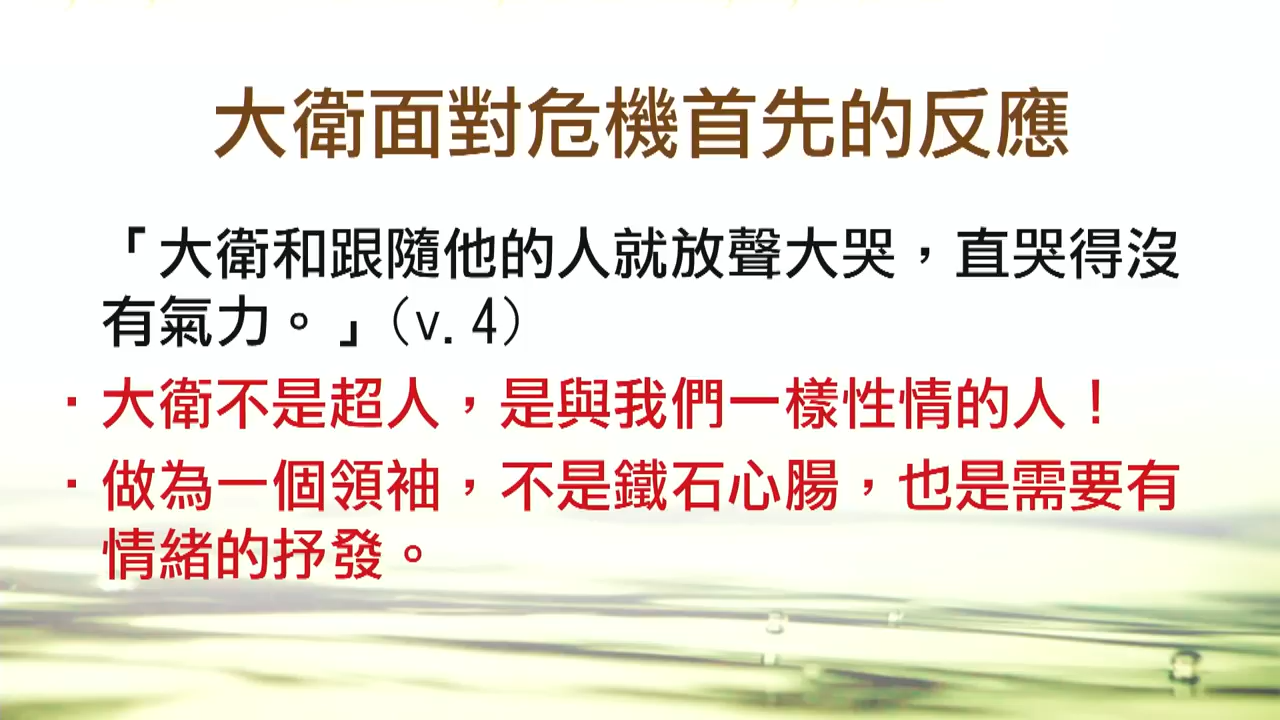 大衛面對危機首先的反應
「大衛和跟隨他的人就放聲大哭，直哭得沒
有氣力。」(v.4)
·大衛不是超人，是與我們一樣性情的人！
·做為一個領袖，不是鐵石心腸，也是需要有
情緒的抒發。